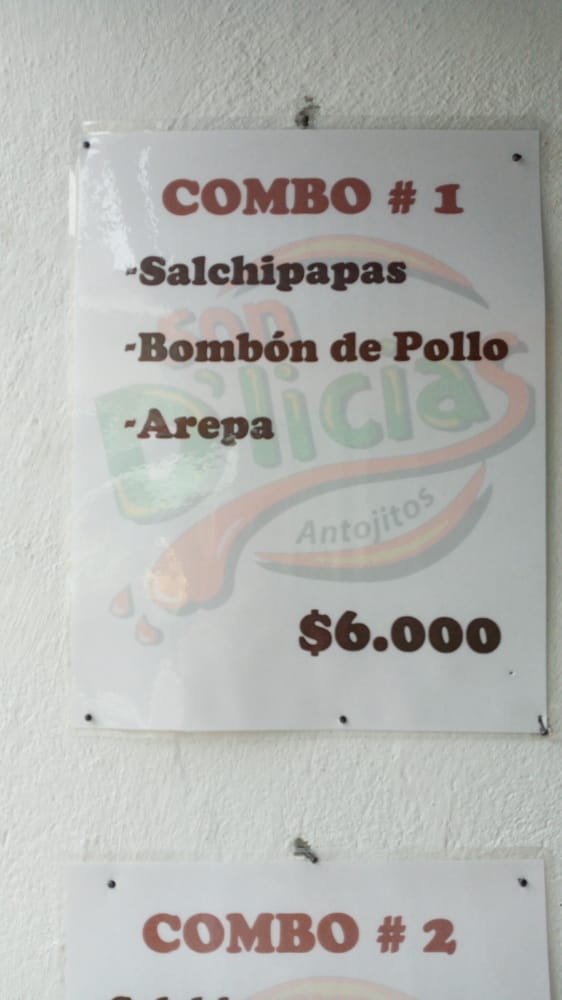 COMBO # 1
-Salchipapas
son
-Bombón de Pollo
D'licias
-Arepa
Antojitos
$6.000
COMBO # 2